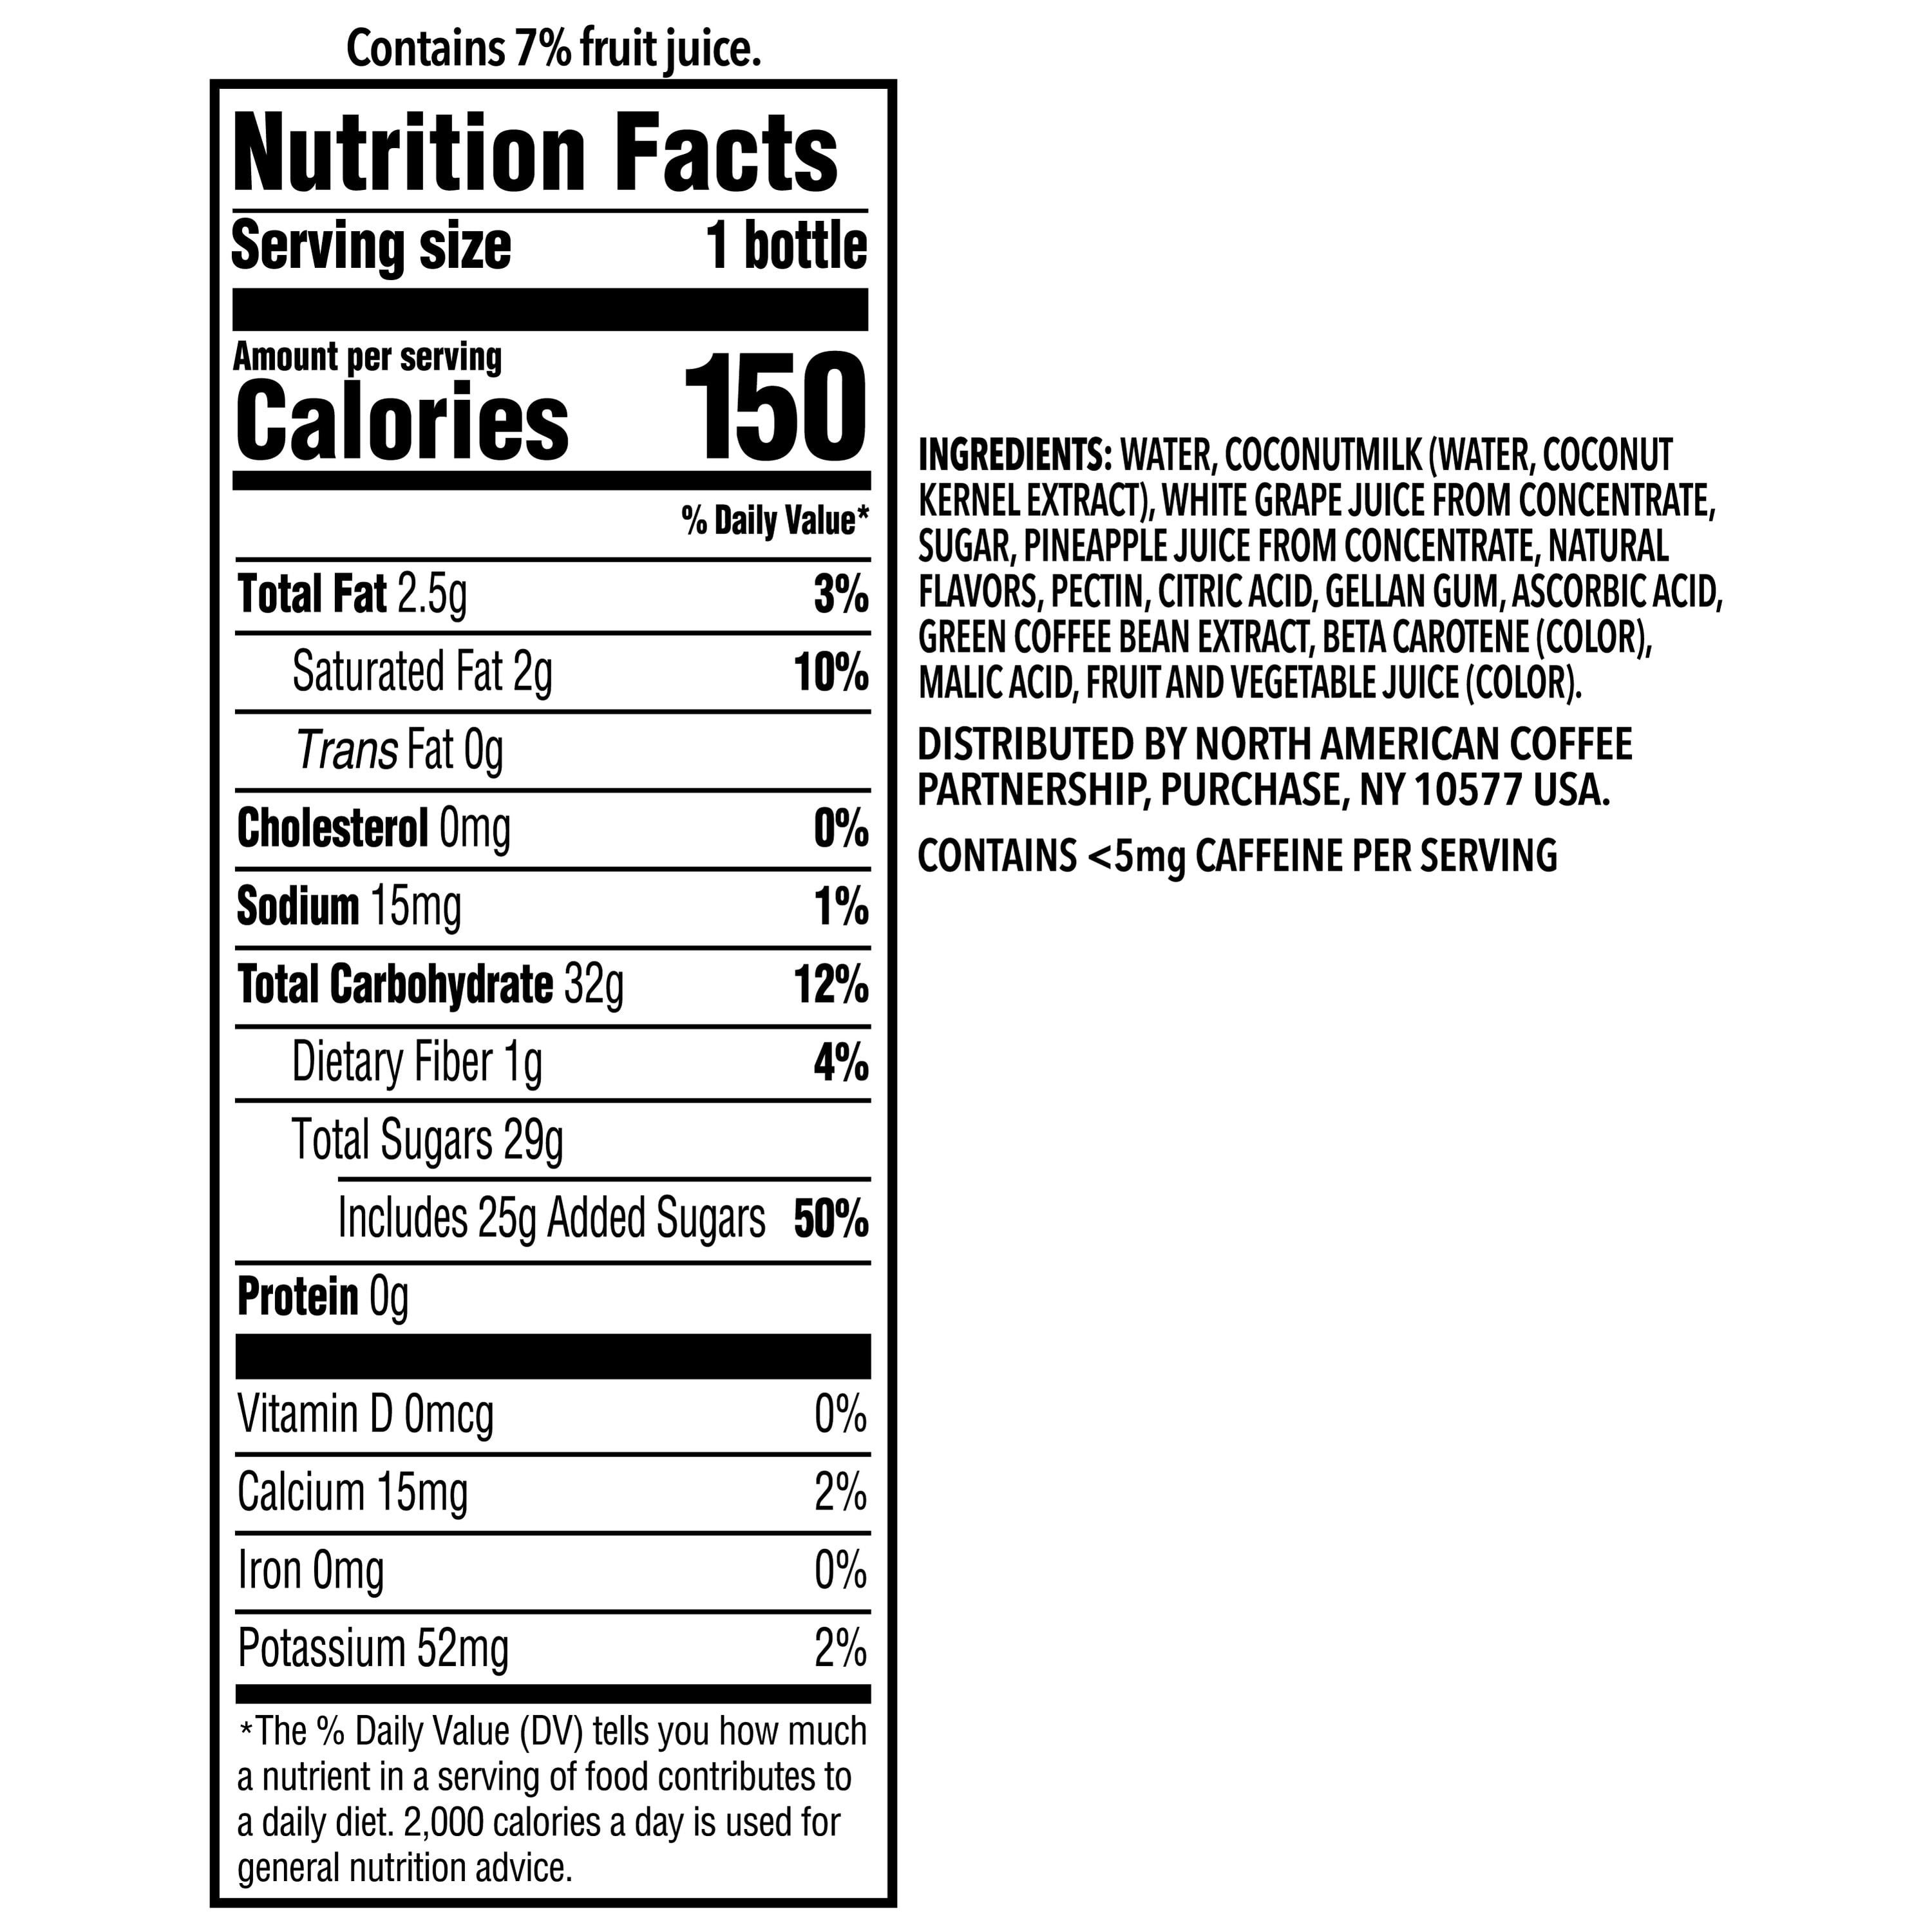 Contains 7% fruit juice.
Nutrition Facts
Serving size 1 bottle
Amount per serving
Calories 150
% Daily Value*
Total Fat 2.5g 3%
Saturated Fat 2g 10%
Trans Fat 0g
Cholesterol 0mg 0%
Sodium 15mg 1%
Total Carbohydrate 32g 12%
Dietary Fiber 1g 4%
Total Sugars 29g
Includes 25g Added Sugars 50%
Protein 0g
Vitamin D 0mcg 0%
Calcium 15mg 2%
Iron 0mg 0%
Potassium 52mg 2%
*The % Daily Value (DV) tells you how much
a nutrient in a serving of food contributes to
a daily diet. 2,000 calories a day is used for
general nutrition advice.
INGREDIENTS: WATER, COCONUTMILK (WATER, COCONUT
KERNEL EXTRACT), WHITE GRAPE JUICE FROM CONCENTRATE,
SUGAR, PINEAPPLE JUICE FROM CONCENTRATE, NATURAL
FLAVORS, PECTIN, CITRIC ACID, GELLAN GUM, ASCORBIC ACID,
GREEN COFFEE BEAN EXTRACT, BETA CAROTENE (COLOR),
MALIC ACID, FRUIT AND VEGETABLE JUICE (COLOR).
DISTRIBUTED BY NORTH AMERICAN COFFEE
PARTNERSHIP, PURCHASE, NY 10577 USA.
CONTAINS <5mg CAFFEINE PER SERVING